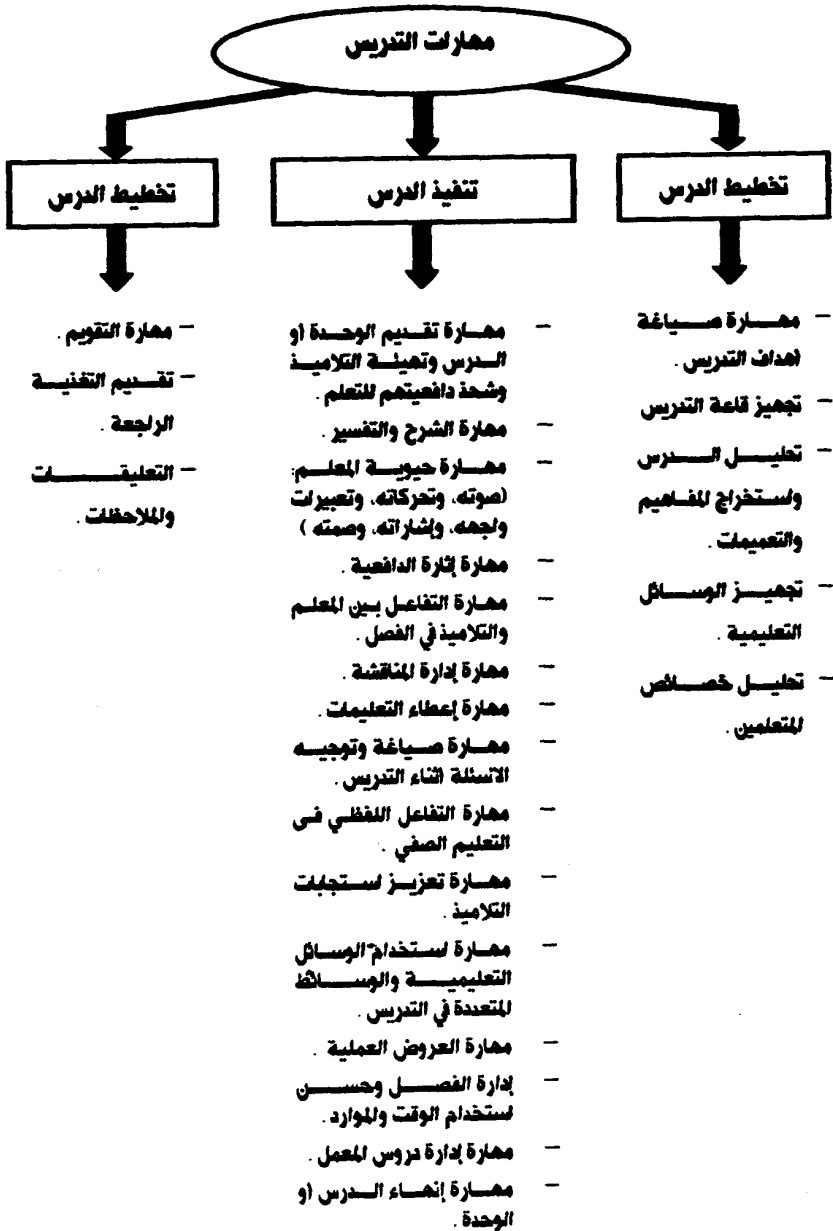 مهارات التدريس
تخطيط الدرس
- مهارة صياغة
أهداف التدريس .
- تجهيز قاعة التدريس
- تحليل الدرس
واستخراج المفاهيم
والتعميمات .
- تجهيز الوسائل
التعليمية .
- تحليل خصائص
المتعلمين .
تنفيذ الدرس
- مهارة تقديم الوحدة أو
الدرس وتهيئة التلاميذ
وشحذ دافعيتهم للتعلم .
- مهارة الشرح والتفسير .
- مهارة حيوية المعلم:
(صوته، وتحركاته، وتعبيرات
وجهه، وإشاراته، وصمته )
- مهارة إثارة الدافعية .
- مهارة التفاعل بين المعلم
والتلاميذ في الفصل .
- مهارة إدارة المناقشة .
- مهارة إعطاء التعليمات .
- مهارة صياغة وتوجيه
الأسئلة أثناء التدريس .
- مهارة التفاعل اللفظي فى
التعليم الصفي .
- مهارة تعزيز استجابات
التلاميذ .
- مهارة استخدام الوسائل
التعليمية والوسائط
المتعددة في التدريس .
- مهارة العروض العملية .
- إدارة الفصل وحسن
استخدام الوقت والموارد .
- مهارة إدارة دروس المعمل .
- مهارة إنهاء الدرس أو
الوحدة .
تخطيط الدرس
- مهارة التقويم .
- تقديم التغذية
الراجعة .
- التعليقات
والملاحظات .